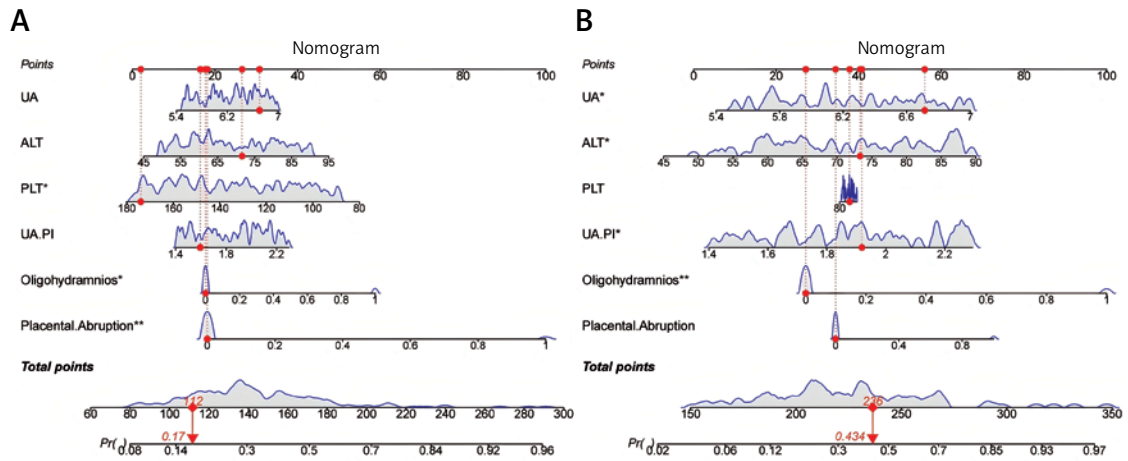 A
Nomogram
Points
0 20 40 60 80 100
UA
5.4 6.2 7
ALT
45 55 65 75 85 95
PLT*
180 160 140 120 100 80
UA.PI
1.4 1.8 2.2
Oligohydramnios*
0 0.2 0.4 0.6 0.8 1
Placental.Abruption**
0 0.2 0.4 0.6 0.8 1
Total points
112
60 80 100 120 140 160 180 200 220 240 260 280 300
0.17
Pr(
0.08 0.14 0.3 0.5 0.7 0.84 0.92 0.96
B
Nomogram
Points
0 20 40 60 80 100
UA*
5.4 5.8 6.2 6.6 7
ALT*
45 50 55 60 65 70 75 80 85 90
PLT
80
UA.PI*
1.4 1.6 1.8 2 2.2
Oligohydramnios**
0 0.2 0.4 0.6 0.8 1
Placental.Abruption
0 0.4 0.8
Total points
236
150 200 250 300 350
0.434
Pr(
0.02 0.06 0.12 0.3 0.5 0.7 0.85 0.93 0.97